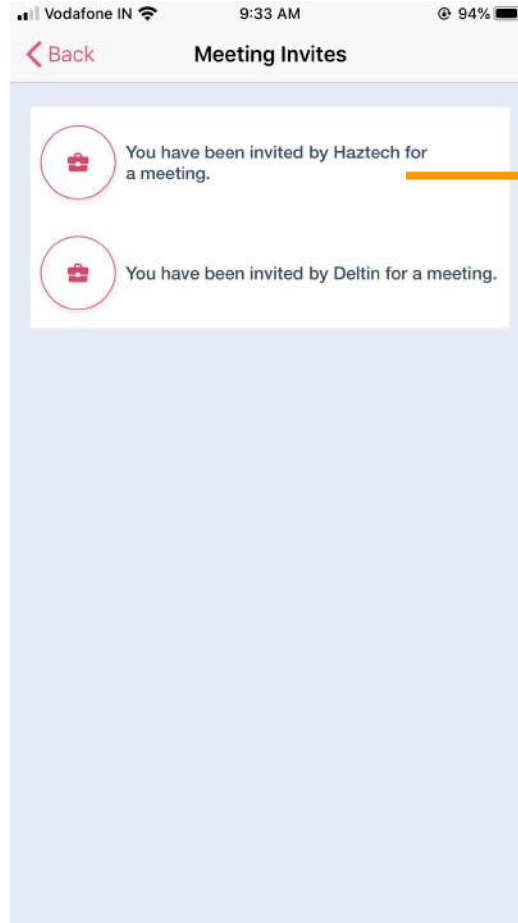 Vodafone IN 9:33 AM 94%
Back Meeting Invites
You have been invited by Haztech for
a meeting.
You have been invited by Deltin for a meeting.